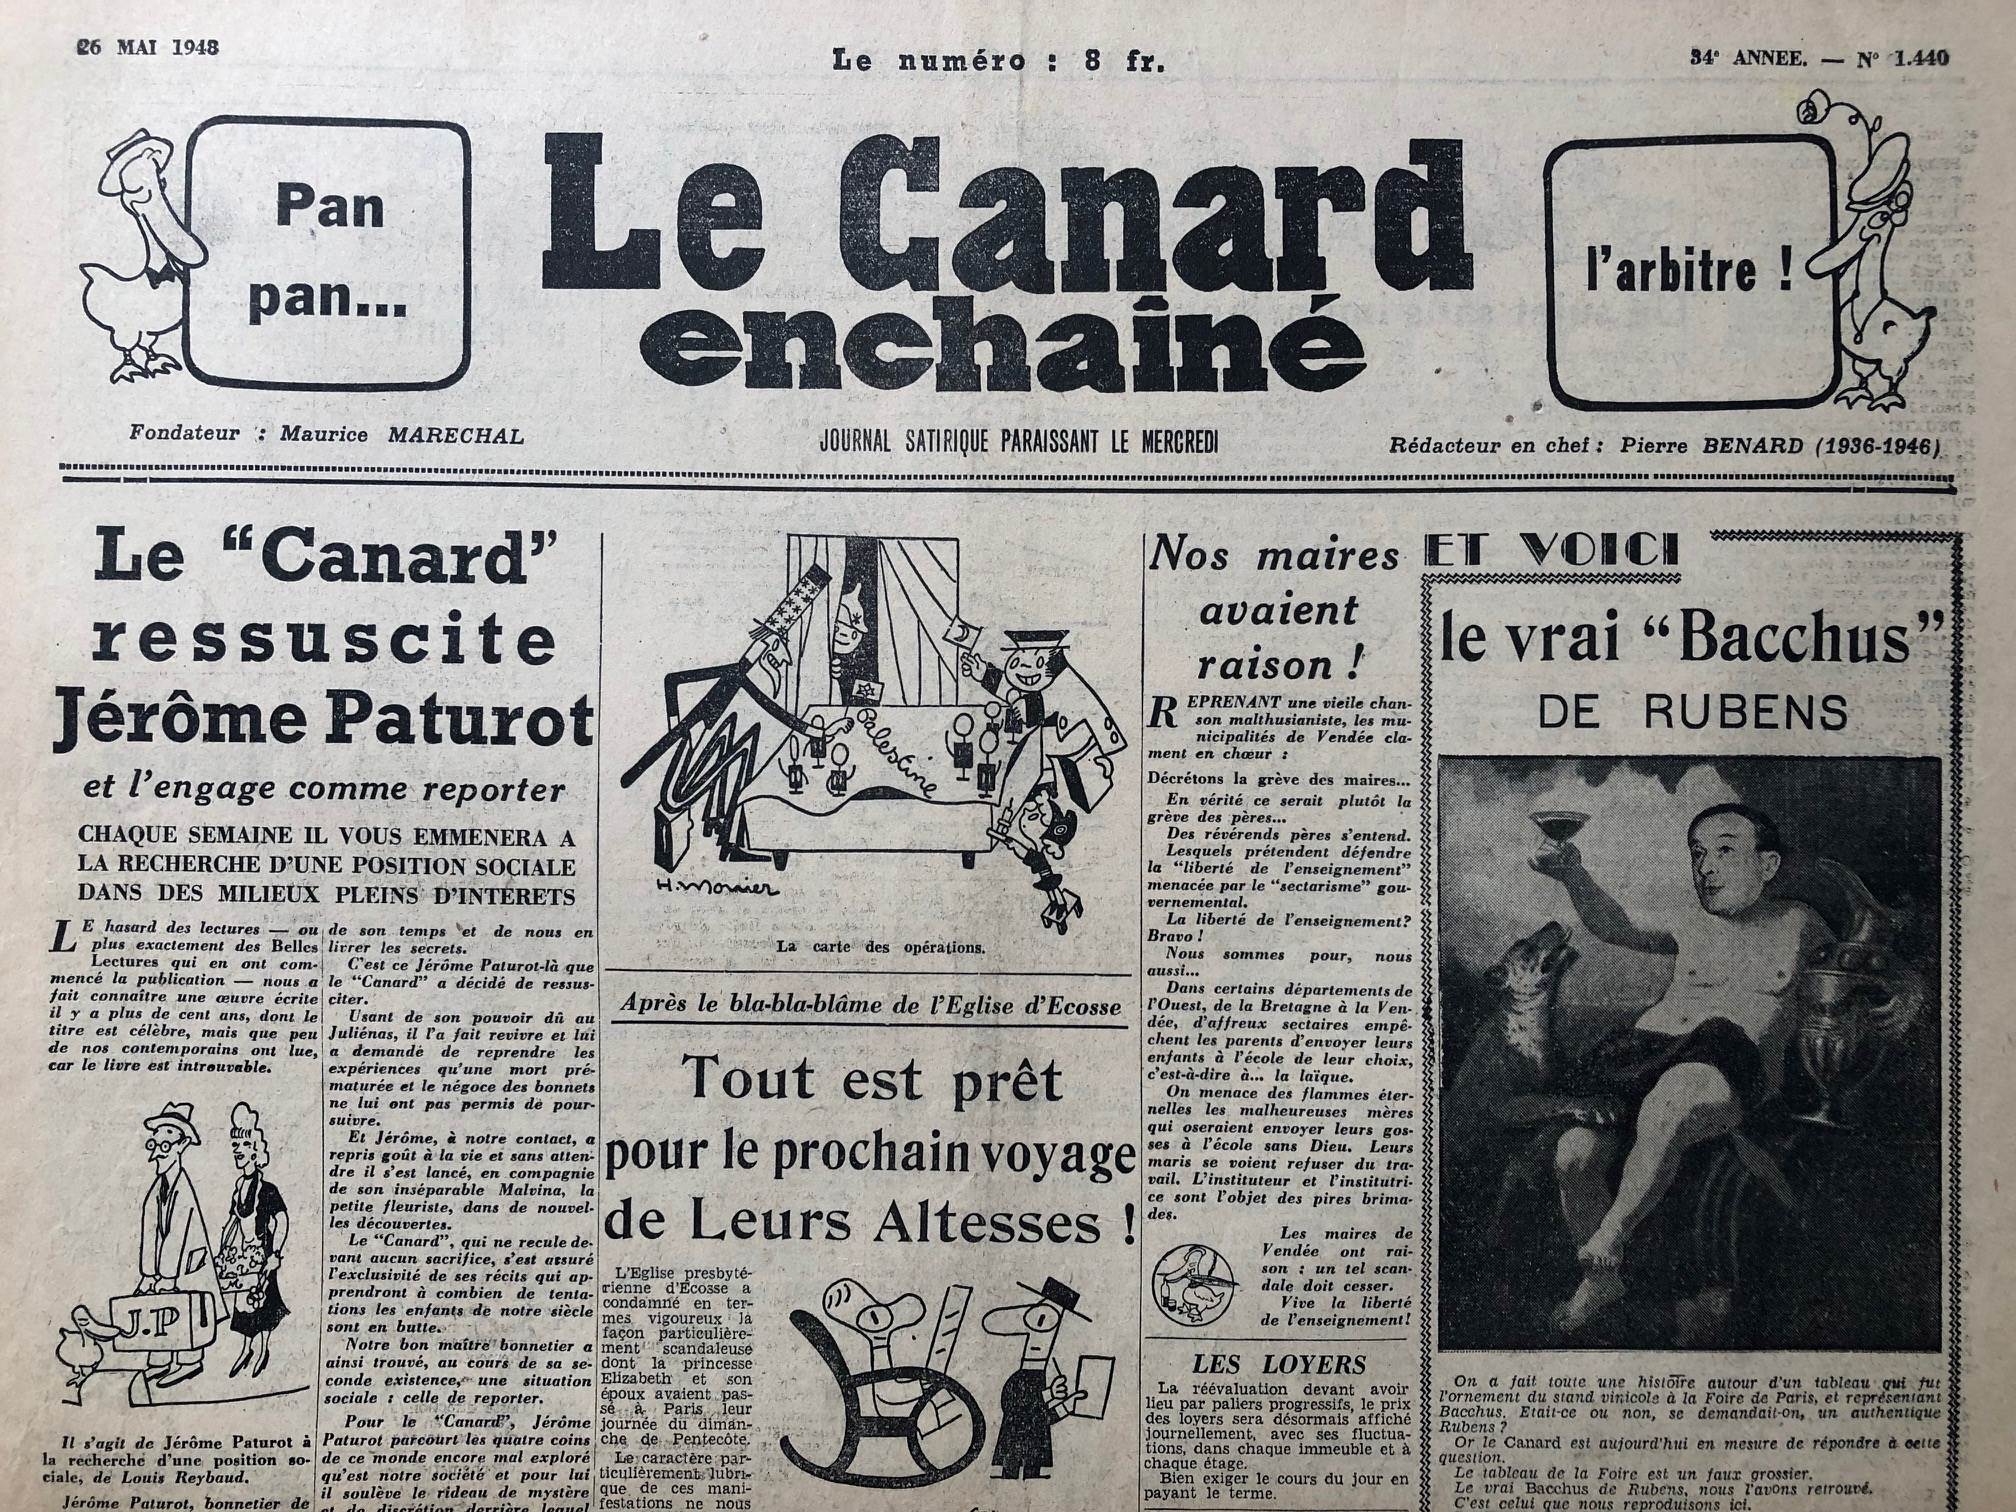 26 MAI 1948
Le numéro : 8 fr.
34e ANNEE. — No 1.440
Pan
pan...
Le Canard
enchaîné
l'arbitre !
Fondateur : Maurice MARECHAL
JOURNAL SATIRIQUE PARAISSANT LE MERCREDI
Rédacteur en chef : Pierre BENARD (1936-1946)
Le "Canard"
ressuscite
Jérôme Paturot
et l'engage comme reporter
CHAQUE SEMAINE IL VOUS EMMENERA A
LA RECHERCHE D'UNE POSITION SOCIALE
DANS DES MILIEUX PLEINS D'INTERETS
LE hasard des lectures — ou
plus exactement des Belles
Lectures qui en ont com-
mencé la publication — nous a
fait connaître une œuvre écrite
il y a plus de cent ans, dont le
titre est célèbre, mais que peu
de nos contemporains ont lue,
car le livre est introuvable.
J.P
Il s'agit de Jérôme Paturot à
la recherche d'une position so-
ciale, de Louis Reybaud.
Jérôme Paturot, bonnetier de
de son temps et de nous en
livrer les secrets.
C'est ce Jérôme Paturot-là que
le "Canard" a décidé de ressus-
citer.
Usant de son pouvoir dû au
Juliénas, il l'a fait revivre et lui
a demandé de reprendre les
expériences qu'une mort pré-
maturée et le négoce des bonnets
ne lui ont pas permis de pour-
suivre.
Et Jérôme, à notre contact, a
repris goût à la vie et sans atten-
dre il s'est lancé, en compagnie
de son inséparable Malvina, la
petite fleuriste, dans de nouvel-
les découvertes.
Le "Canard", qui ne recule de-
vant aucun sacrifice, s'est assuré
l'exclusivité de ses récits qui ap-
prendront à combien de tenta-
tions les enfants de notre siècle
sont en butte.
Notre bon maître bonnetier a
ainsi trouvé, au cours de sa se-
conde existence, une situation
sociale : celle de reporter.
Pour le "Canard", Jérôme
Paturot parcourt les quatre coins
de ce monde encore mal exploré
qu'est notre société et pour lui
il soulève le rideau de mystère
et de discrétion derrière lequel
Palestine
H. Monier
La carte des opérations.
Après le bla-bla-blâme de l'Eglise d'Ecosse
Tout est prêt
pour le prochain voyage
de Leurs Altesses !
L'Eglise presbyté-
rienne d'Ecosse a
condamné en ter-
mes vigoureux la
façon particulière-
ment scandaleuse
dont la princesse
Elizabeth et son
époux avaient pas-
sé à Paris leur
journée du diman-
che de Pentecôte.
Le caractère par-
ticulièrement lubri-
que de ces mani-
festations ne nous
Nos maires
avaient
raison !
REPRENANT une vieile chan-
son malthusianiste, les mu-
nicipalités de Vendée cla-
ment en chœur :
Décrétons la grève des maires...
En vérité ce serait plutôt la
grève des pères...
Des révérends pères s'entend.
Lesquels prétendent défendre
la "liberté de l'enseignement"
menacée par le "sectarisme" gou-
vernemental.
La liberté de l'enseignement?
Bravo !
Nous sommes pour, nous
aussi...
Dans certains départements de
l'Ouest, de la Bretagne à la Ven-
dée, d'affreux sectaires empê-
chent les parents d'envoyer leurs
enfants à l'école de leur choix,
c'est-à-dire à... la laïque.
On menace des flammes éter-
nelles les malheureuses mères
qui oseraient envoyer leurs gos-
ses à l'école sans Dieu. Leurs
maris se voient refuser du tra-
vail. L'instituteur et l'institutri-
ce sont l'objet des pires brima-
des.
Les maires de
Vendée ont rai-
son : un tel scan-
dale doit cesser.
Vive la liberté
de l'enseignement!
LES LOYERS
La réévaluation devant avoir
lieu par paliers progressifs, le prix
des loyers sera désormais affiché
journellement, avec ses fluctua-
tions, dans chaque immeuble et à
chaque étage.
Bien exiger le cours du jour en
payant le terme.
ET VOICI
le vrai "Bacchus"
DE RUBENS
On a fait toute une histoire autour d'un tableau qui fut
l'ornement du stand vinicole à la Foire de Paris, et représentant
Bacchus. Etait-ce ou non, se demandait-on, un authentique
Rubens ?
Or le Canard est aujourd'hui en mesure de répondre à cette
question.
Le tableau de la Foire est un faux grossier.
Le vrai Bacchus de Rubens, nous l'avons retrouvé.
C'est celui que nous reproduisons ici.